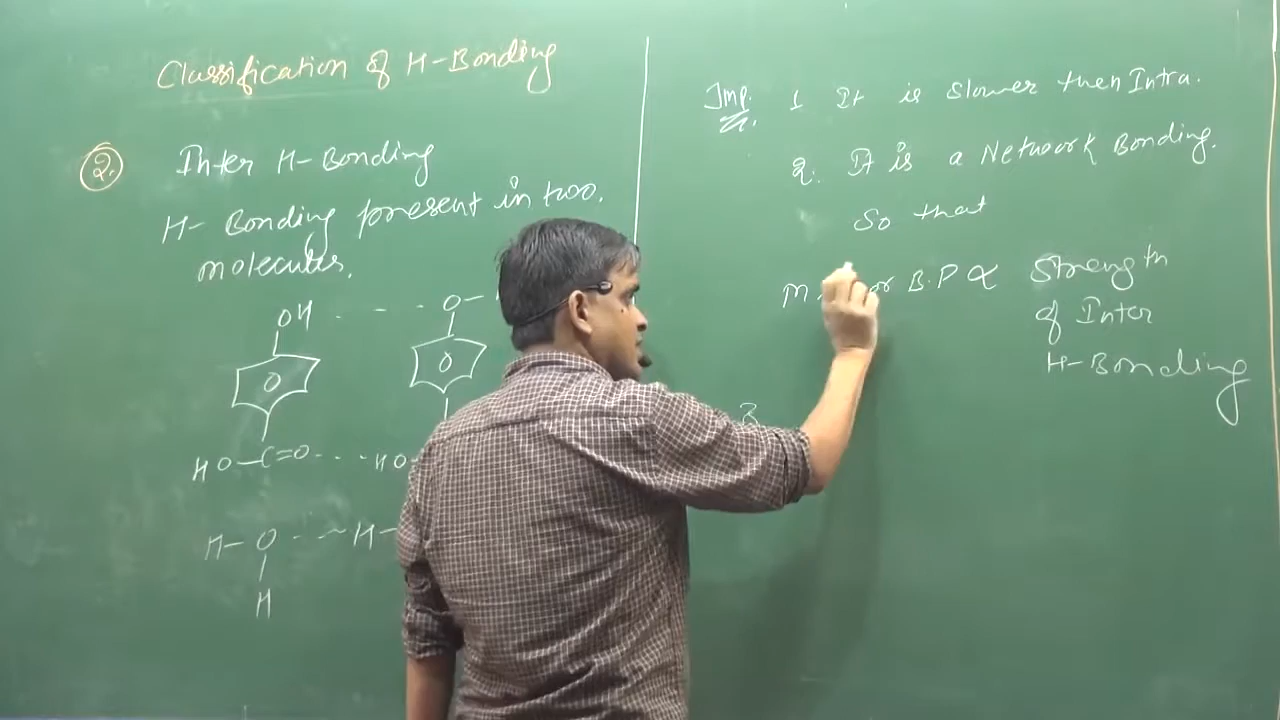 Classification of H-Bonding
2. Inter H-Bonding
H-Bonding present in two
molecules.
OH - - - - O-
O O
HO-C=O - - - HO
H-O - - - H-
H
Imp. 1 It is slower then Intra.
2. It is a Network Bonding.
So that
M. or B.P ∝ Strength
of Inter
H-Bonding
B